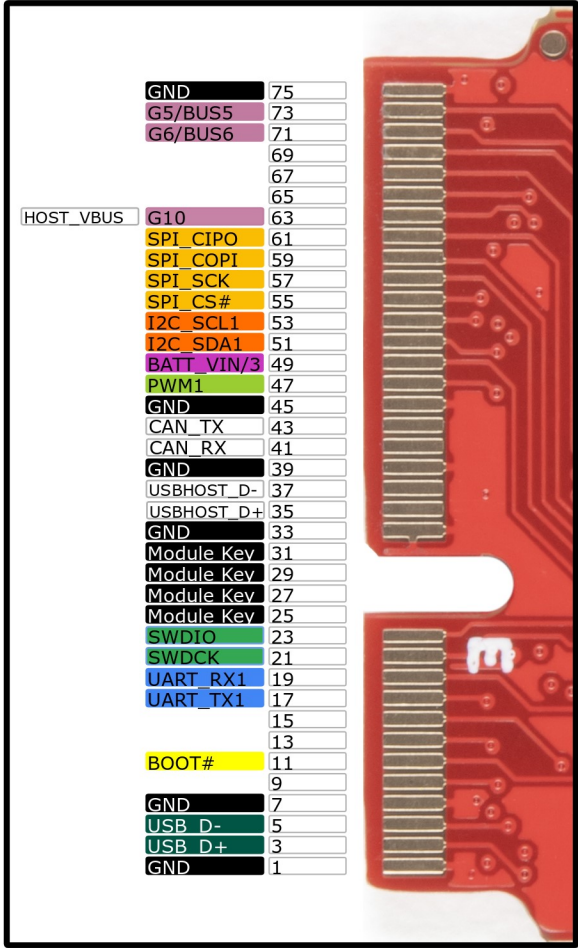 GND 75
G5/BUS5 73
G6/BUS6 71
69
67
65
HOST_VBUS G10 63
SPI_CIPO 61
SPI_COPI 59
SPI_SCK 57
SPI_CS# 55
I2C_SCL1 53
I2C_SDA1 51
BATT_VIN/3 49
PWM1 47
GND 45
CAN_TX 43
CAN_RX 41
GND 39
USBHOST_D- 37
USBHOST_D+ 35
GND 33
Module Key 31
Module Key 29
Module Key 27
Module Key 25
SWDIO 23
E
SWDCK 21
UART_RX1 19
UART_TX1 17
15
13
BOOT# 11
9
GND 7
USB_D- 5
USB_D+ 3
GND 1